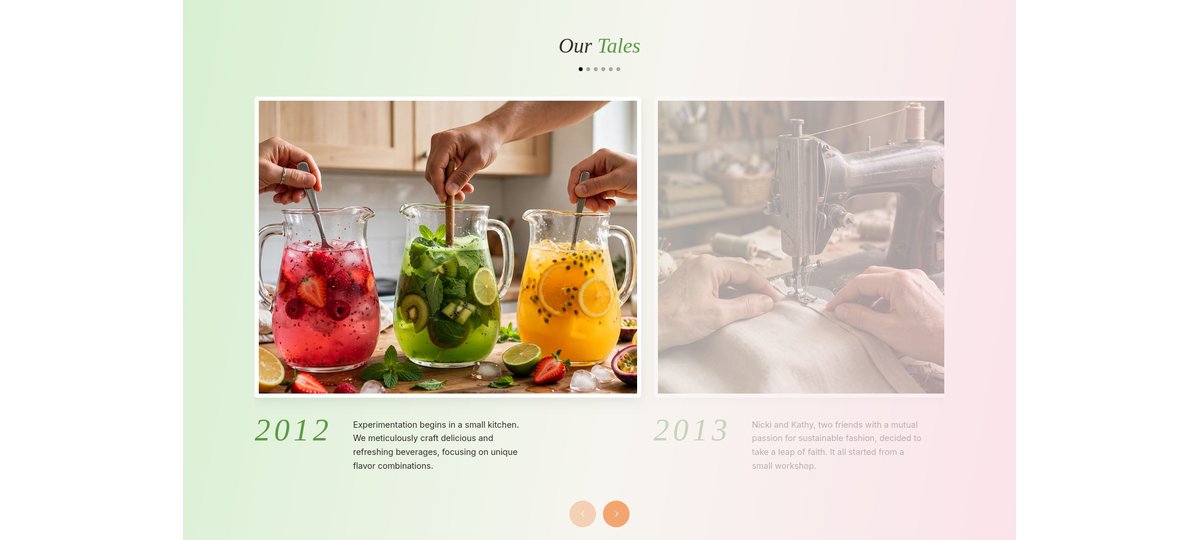 Our Tales
2012
Experimentation begins in a small kitchen.
We meticulously craft delicious and
refreshing beverages, focusing on unique
flavor combinations.
2013
Nicki and Kathy, two friends with a mutual
passion for sustainable fashion, decided to
take a leap of faith. It all started from a
small workshop.